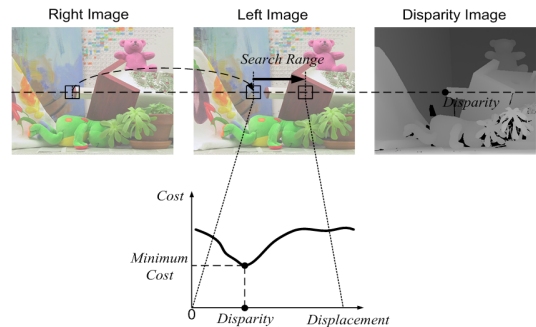 Right Image
Left Image
Disparity Image
Search Range
Disparity
Cost
Minimum
Cost
0
Disparity
Displacement